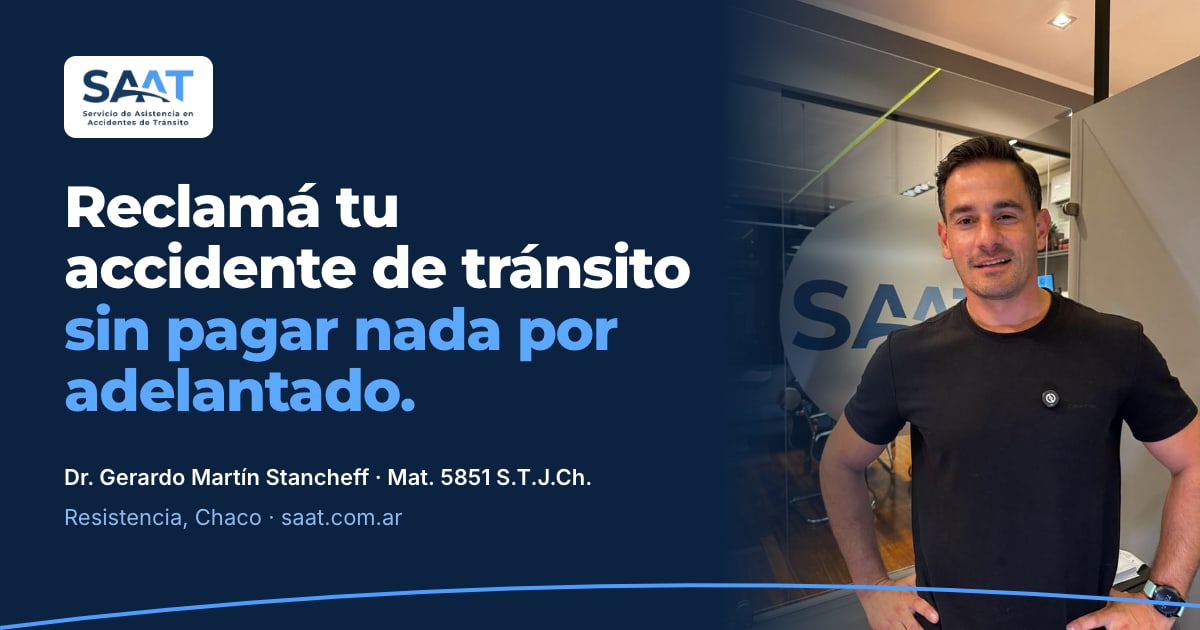 SAAT
Servicio de Asistencia en
Accidentes de Tránsito
Reclamá tu
accidente de tránsito
sin pagar nada por
adelantado.
Dr. Gerardo Martín Stancheff · Mat. 5851 S.T.J.Ch.
Resistencia, Chaco · saat.com.ar
SAAT